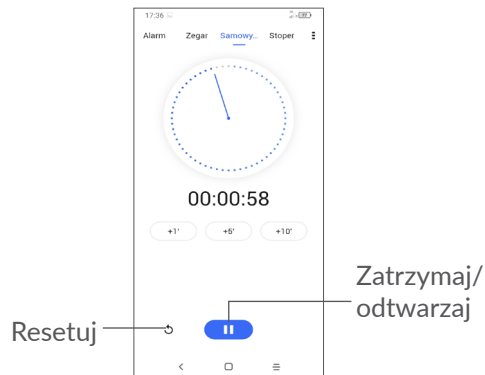 17:36
Alarm Zegar Samowy.. Stoper
00:00:58
+1' +5' +10'
Zatrzymaj/
odtwarzaj
Resetuj